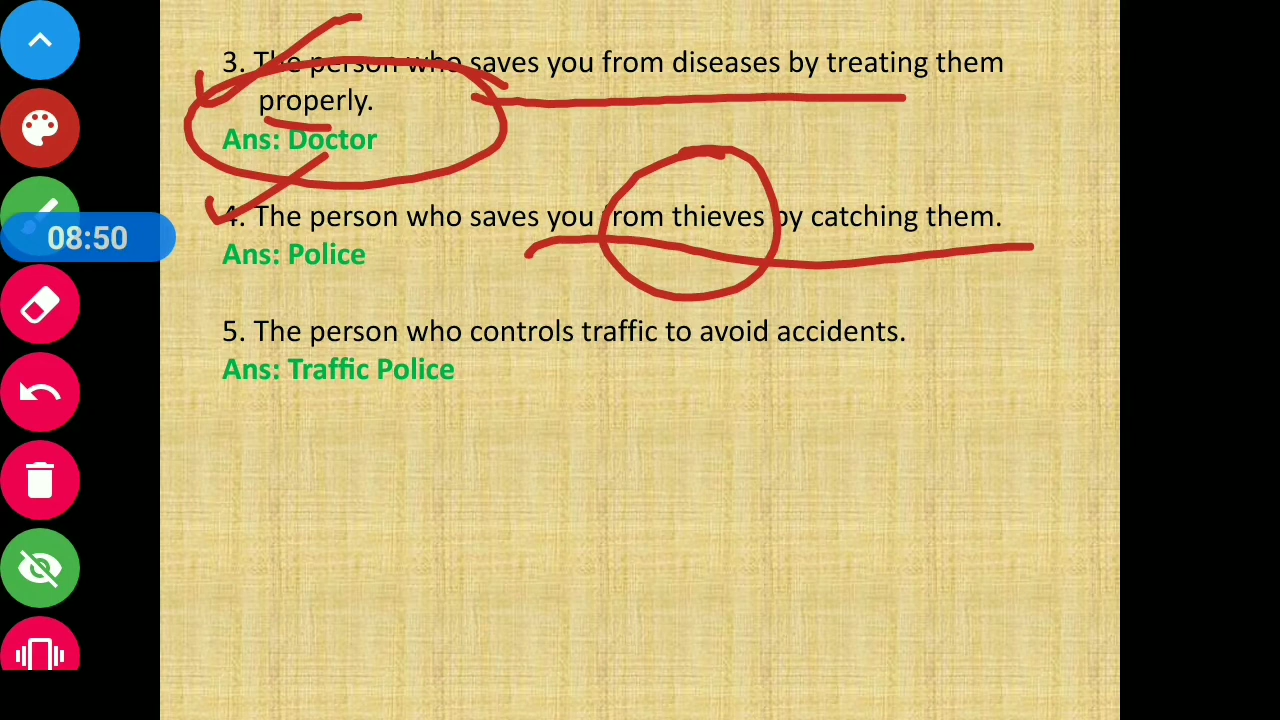 3. The person who saves you from diseases by treating them
properly.
Ans: Doctor
4. The person who saves you from thieves by catching them.
08:50
Ans: Police
5. The person who controls traffic to avoid accidents.
Ans: Traffic Police